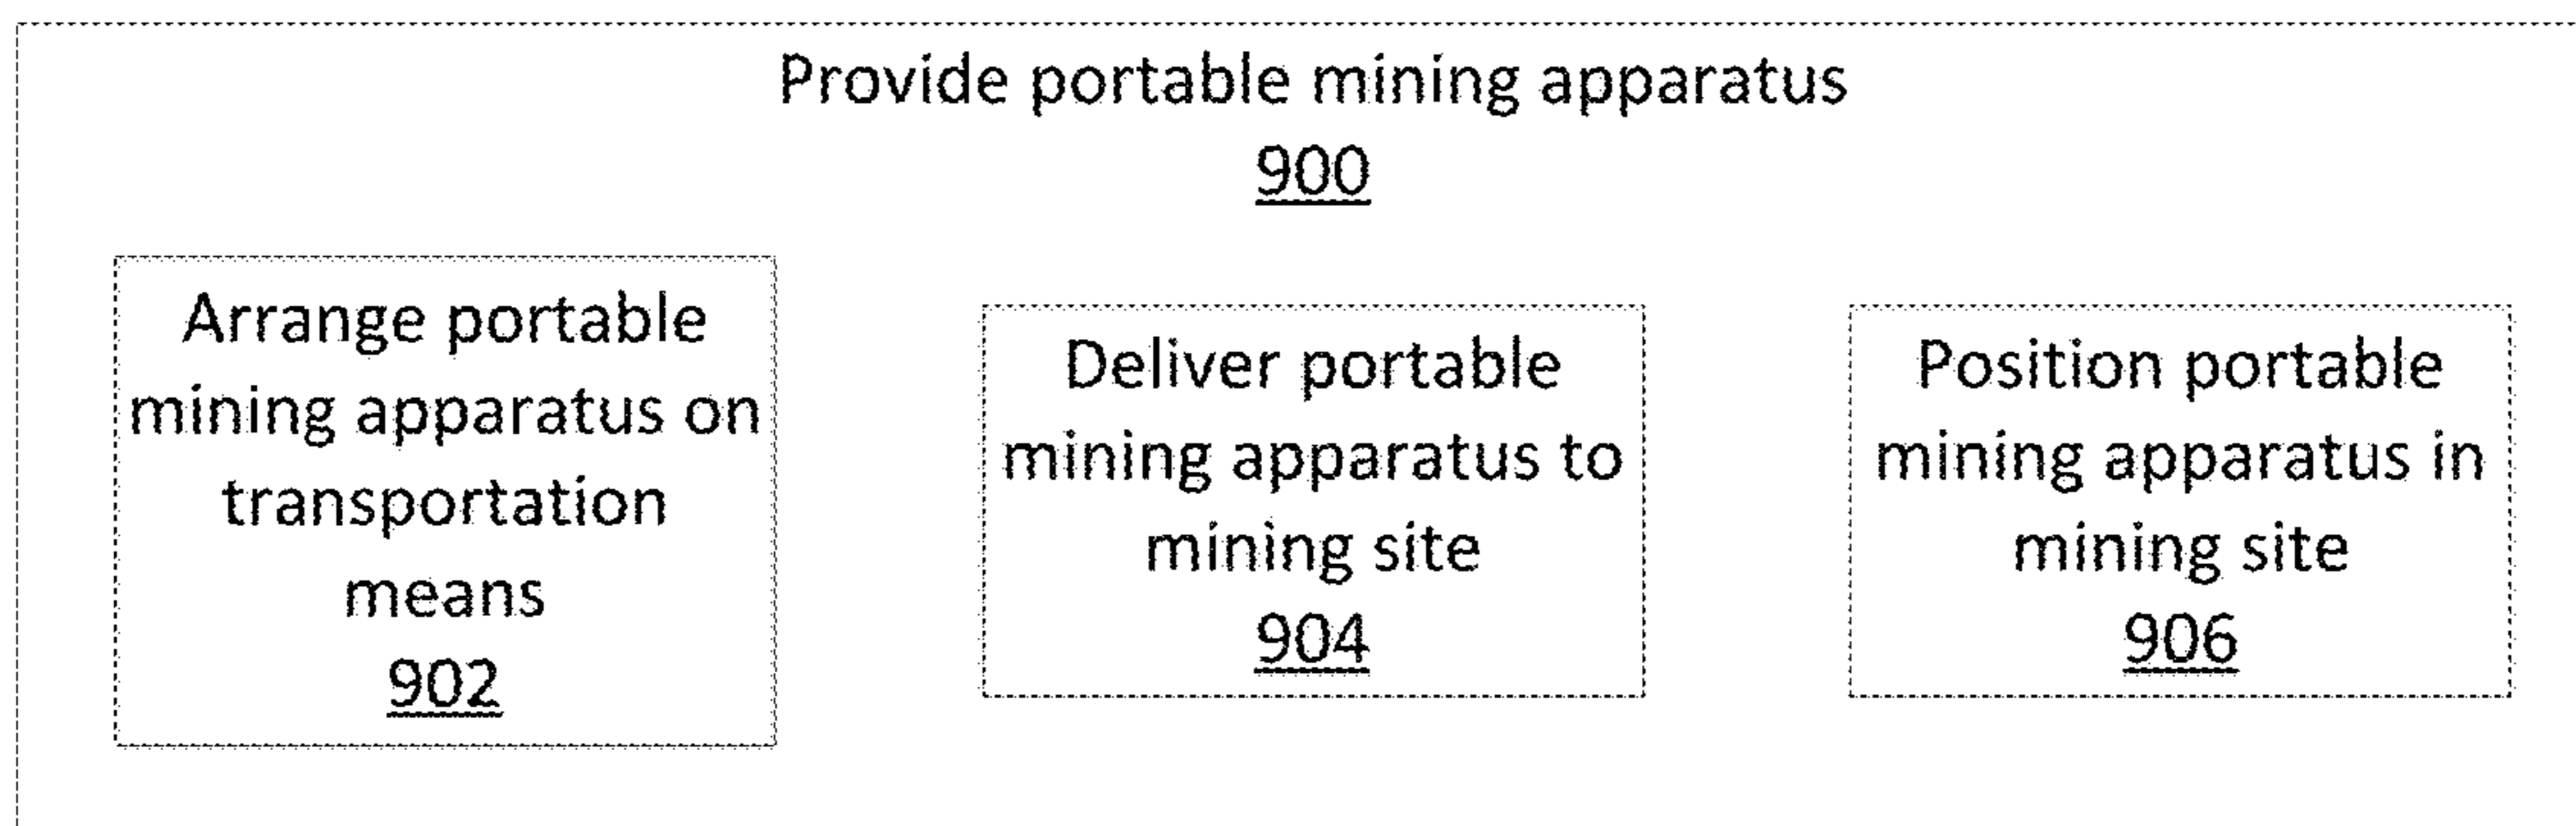 Provide portable mining apparatus
900
Arrange portable
mining apparatus on
transportation
means
902
Deliver portable
mining apparatus to
mining site
904
Position portable
mining apparatus in
mining site
906